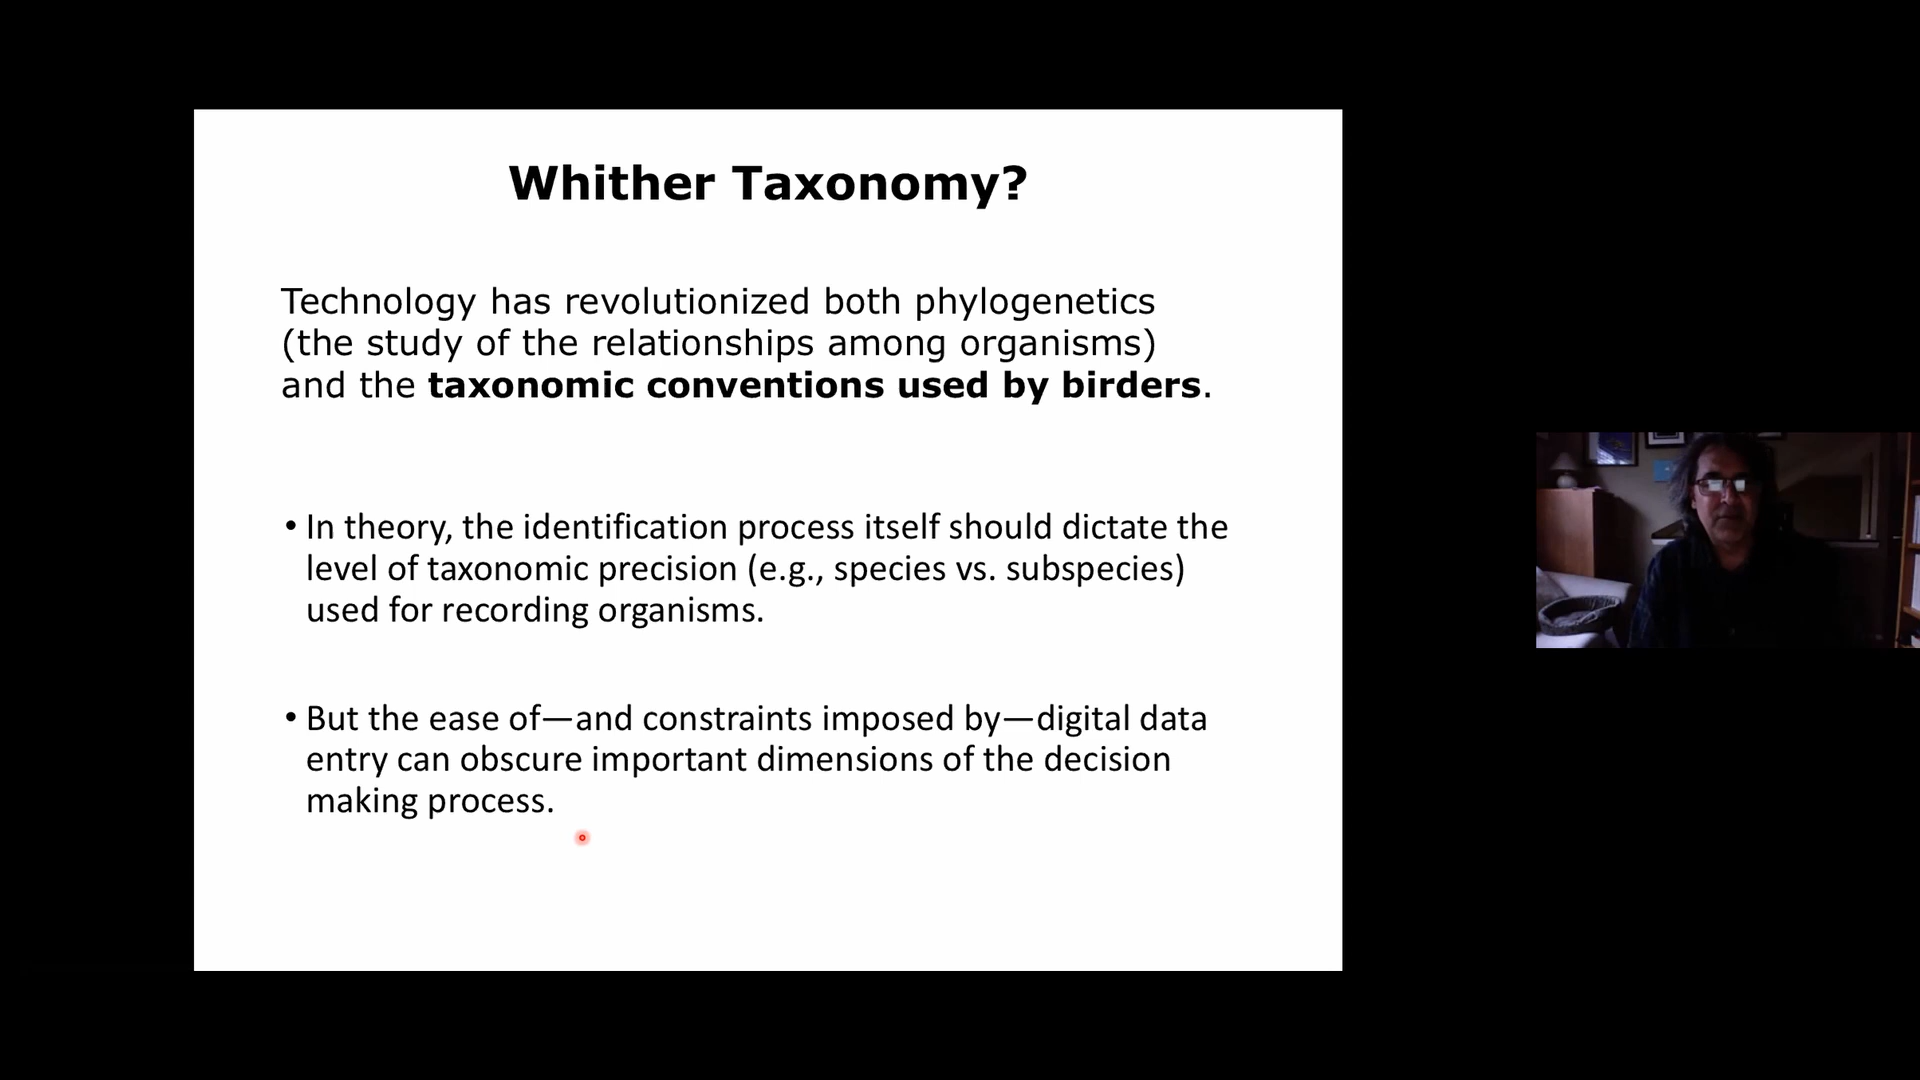 Whither Taxonomy?
Technology has revolutionized both phylogenetics
(the study of the relationships among organisms)
and the taxonomic conventions used by birders.
• In theory, the identification process itself should dictate the
level of taxonomic precision (e.g., species vs. subspecies)
used for recording organisms.
• But the ease of—and constraints imposed by—digital data
entry can obscure important dimensions of the decision
making process.